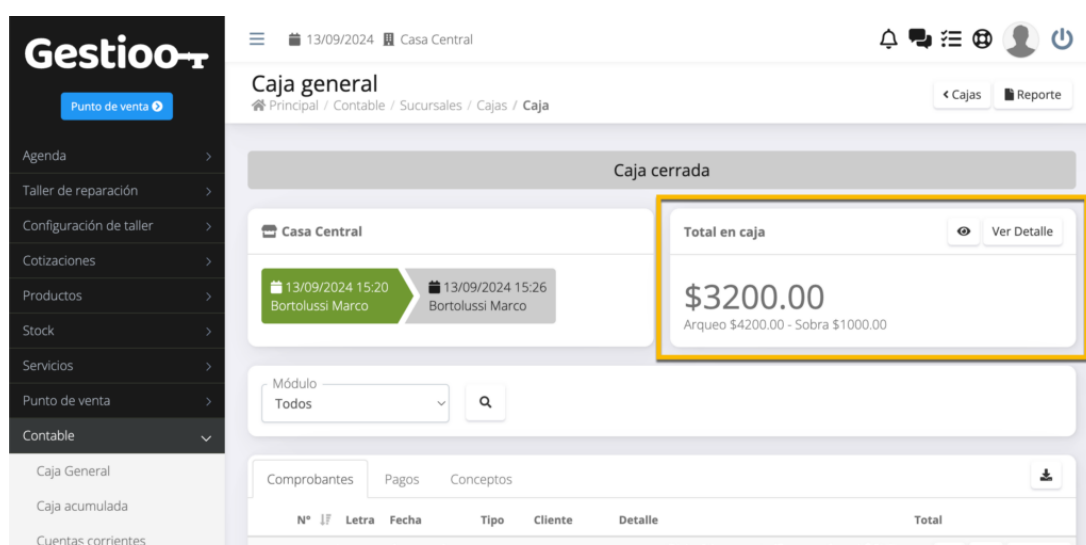 Gestioo
13/09/2024 Casa Central
Punto de venta
Caja general
Principal / Contable / Sucursales / Cajas / Caja
Cajas
Reporte
Agenda
Taller de reparación
Configuración de taller
Cotizaciones
Productos
Stock
Servicios
Punto de venta
Contable
Caja General
Caja acumulada
Cuentas corrientes
Caja cerrada
Casa Central
13/09/2024 15:20
Bortolussi Marco
13/09/2024 15:26
Bortolussi Marco
Total en caja
Ver Detalle
$3200.00
Arqueo $4200.00 - Sobra $1000.00
Módulo
Todos
Comprobantes Pagos Conceptos
N° Letra Fecha Tipo Cliente Detalle Total